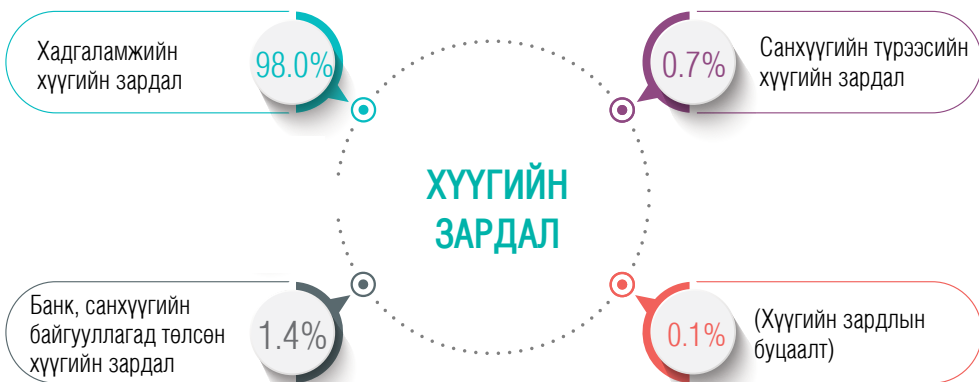 Хадгаламжийн
хүүгийн зардал
98.0%
0.7%
Санхүүгийн түрээсийн
хүүгийн зардал
ХҮҮГИЙН
ЗАРДАЛ
Банк, санхүүгийн
байгууллагад төлсөн
хүүгийн зардал
1.4%
0.1%
(Хүүгийн зардлын
буцаалт)